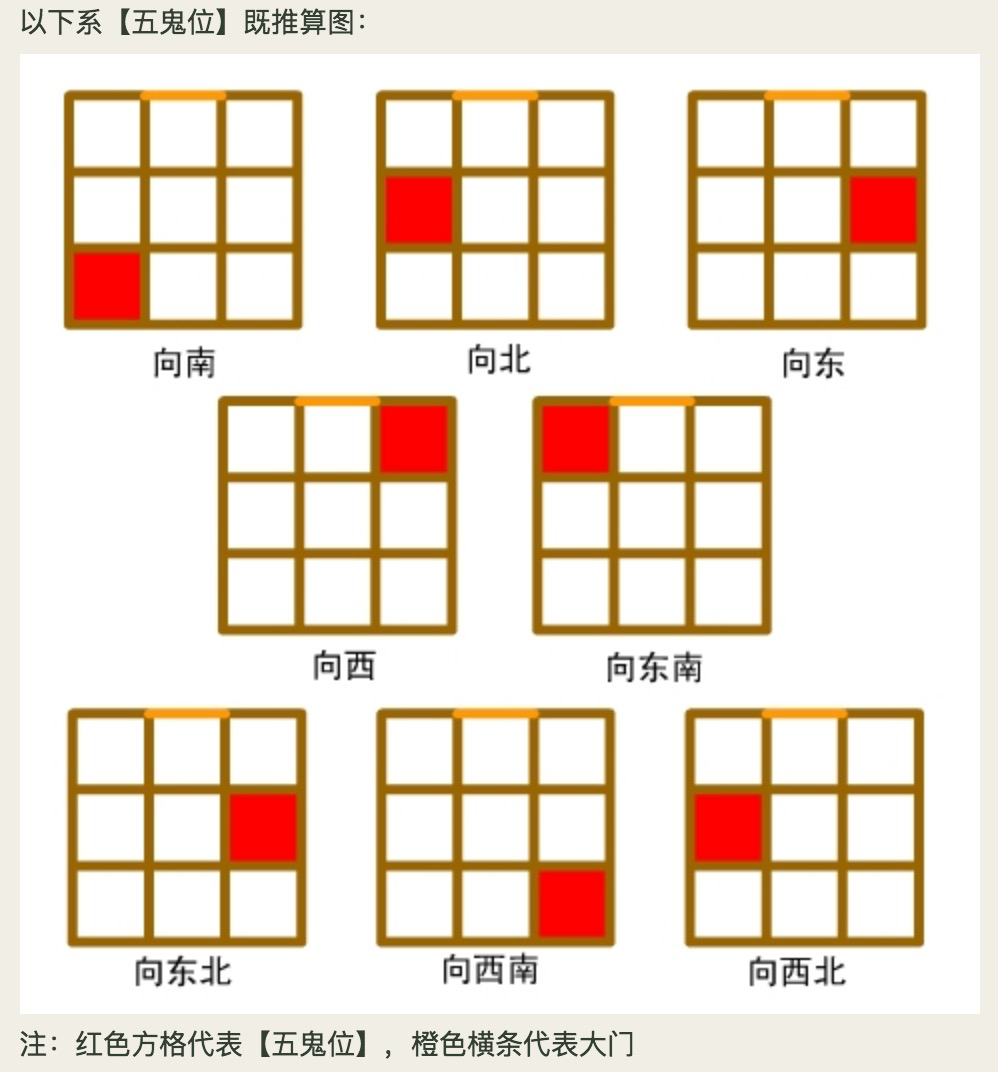 以下系【五鬼位】既推算图：
向南
向北
向东
向西
向东南
向东北
向西南
向西北
注：红色方格代表【五鬼位】，橙色横条代表大门